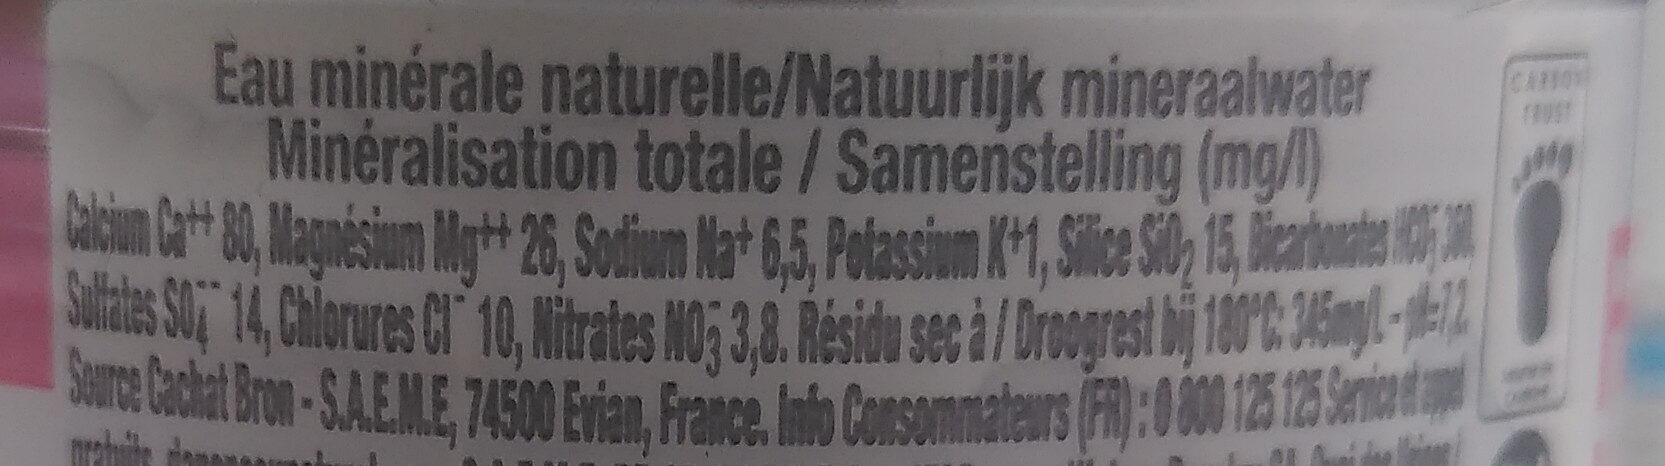 Eau minérale naturelle/Natuurlijk mineraalwater
Minéralisation totale / Samenstelling (mg/l)
Calcium Ca++ 80, Magnésium Mg++ 26, Sodium Na+ 6,5, Potassium K+1, Silice SiO₂ 15, Bicarbonates HCO₃⁻ 360,
Sulfates SO₄⁻⁻ 14, Chlorures Cl⁻ 10, Nitrates NO₃⁻ 3,8. Résidu sec à / Droogrest bij 180°C: 345mg/L - pH=7,2
Source Cachat Bron - S.A.E.M.E, 74500 Evian, France. Info Consommateurs (FR) : 0 800 125 125 Service et appel
gratuits
CARBON
TRUST